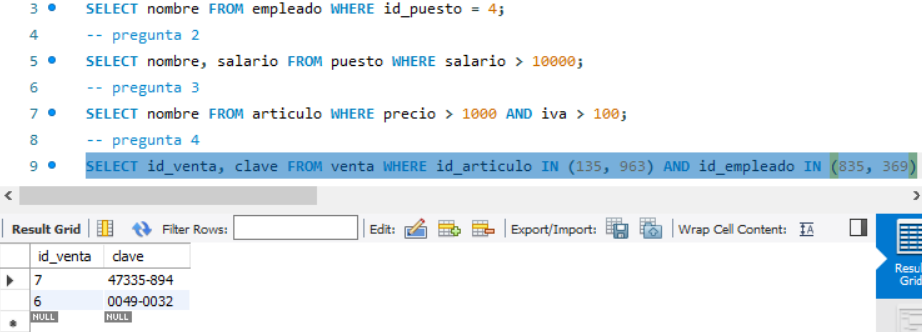 3 SELECT nombre FROM empleado WHERE id_puesto = 4;
4 -- pregunta 2
5 SELECT nombre, salario FROM puesto WHERE salario > 10000;
6 -- pregunta 3
7 SELECT nombre FROM articulo WHERE precio > 1000 AND iva > 100;
8 -- pregunta 4
9 SELECT id_venta, clave FROM venta WHERE id_articulo IN (135, 963) AND id_empleado IN (835, 369)
Result Grid Filter Rows: Edit: Export/Import: Wrap Cell Content: IA
id_venta clave
7 47335-894
6 0049-0032
NULL NULL
Resu
Grid